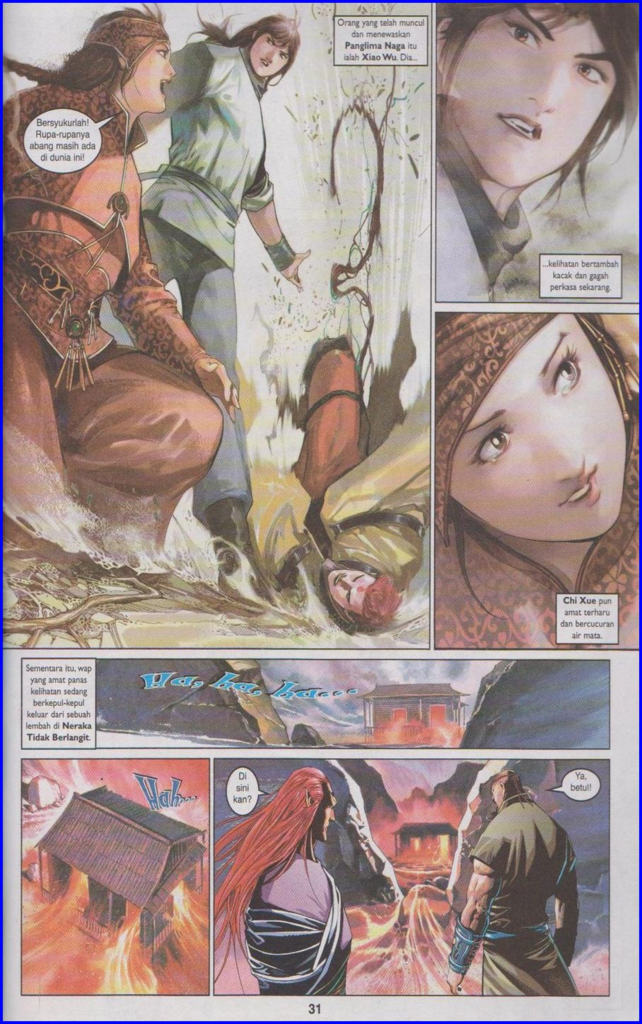 Orang yang telah muncul
dan menewaskan
Panglima Naga itu
ialah Xiao Wu. Dia...
Bersyukurlah!
Rupa-rupanya
abang masih ada
di dunia ini!
...kelihatan bertambah
kacak dan gagah
perkasa sekarang.
Chi Xue pun
amat terharu
dan bercucuran
air mata.
Sementara itu, wap
yang amat panas
kelihatan sedang
berkepul-kepul
keluar dari sebuah
lembah di Neraka
Tidak Berlangit.
Ha, ha, ha...
Hah...
Di
sini
kan?
Ya,
betul!
31